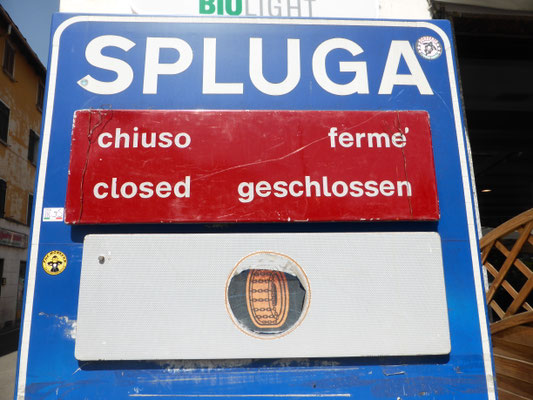 BIOLIGHT
SPLUGA
chiuso ferme'
closed geschlossen